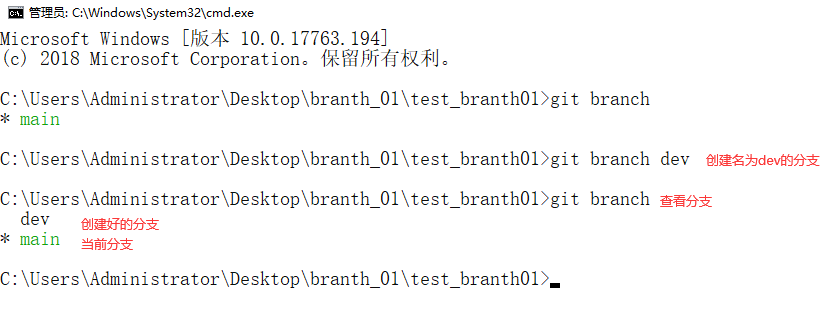 管理员: C:\Windows\System32\cmd.exe
Microsoft Windows [版本 10.0.17763.194]
(c) 2018 Microsoft Corporation。保留所有权利。
C:\Users\Administrator\Desktop\branth_01\test_branth01>git branch
* main
C:\Users\Administrator\Desktop\branth_01\test_branth01>git branch dev 创建名为dev的分支
C:\Users\Administrator\Desktop\branth_01\test_branth01>git branch 查看分支
dev 创建好的分支
* main 当前分支
C:\Users\Administrator\Desktop\branth_01\test_branth01>